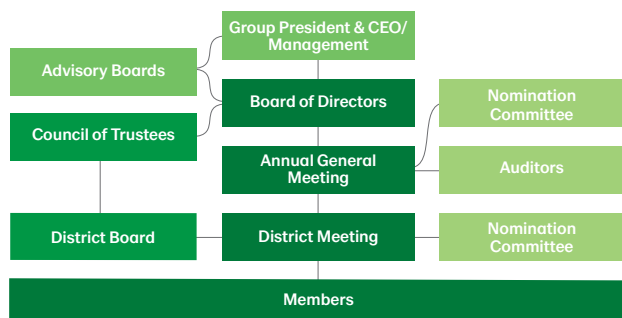 Group President & CEO/
Management
Advisory Boards
Board of Directors
Nomination
Committee
Council of Trustees
Annual General
Meeting
Auditors
District Board
District Meeting
Nomination
Committee
Members